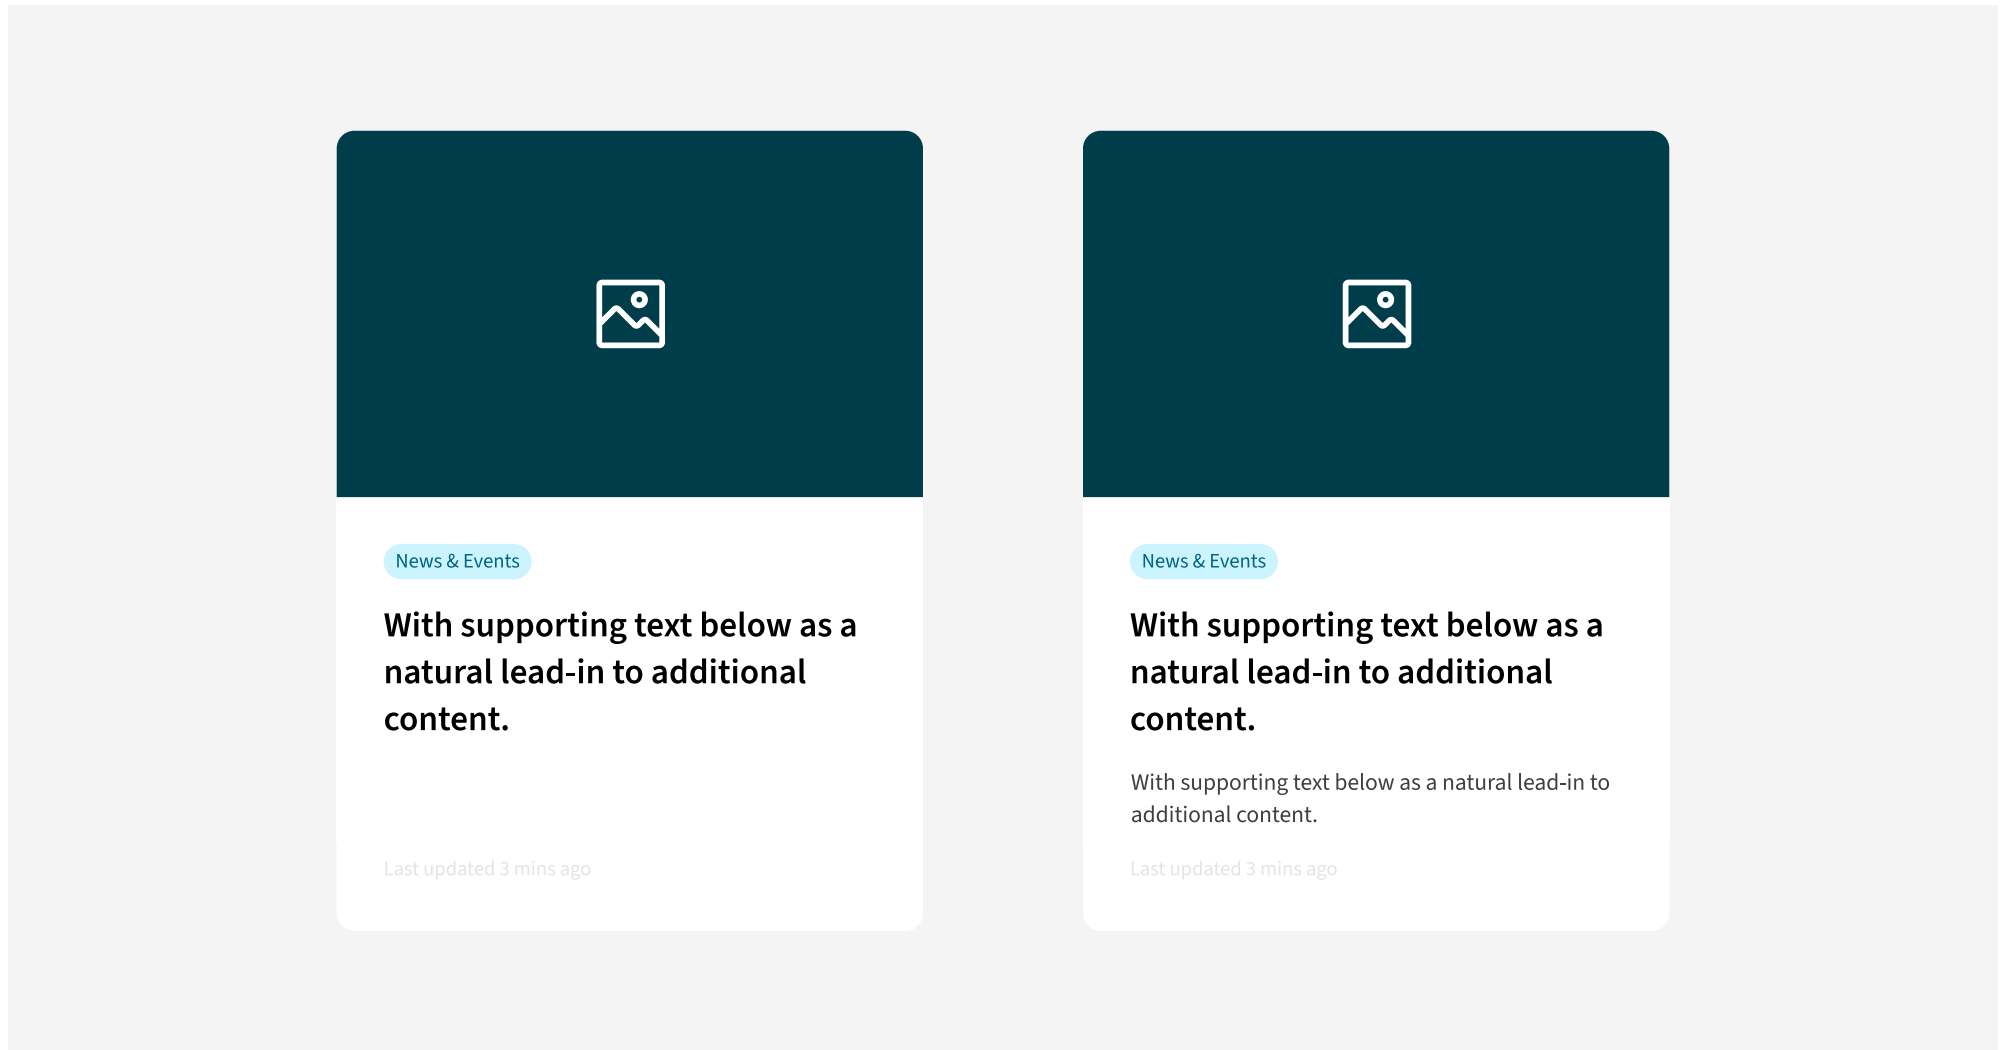 News & Events
With supporting text below as a
natural lead-in to additional
content.
Last updated 3 mins ago
News & Events
With supporting text below as a
natural lead-in to additional
content.
With supporting text below as a natural lead-in to
additional content.
Last updated 3 mins ago